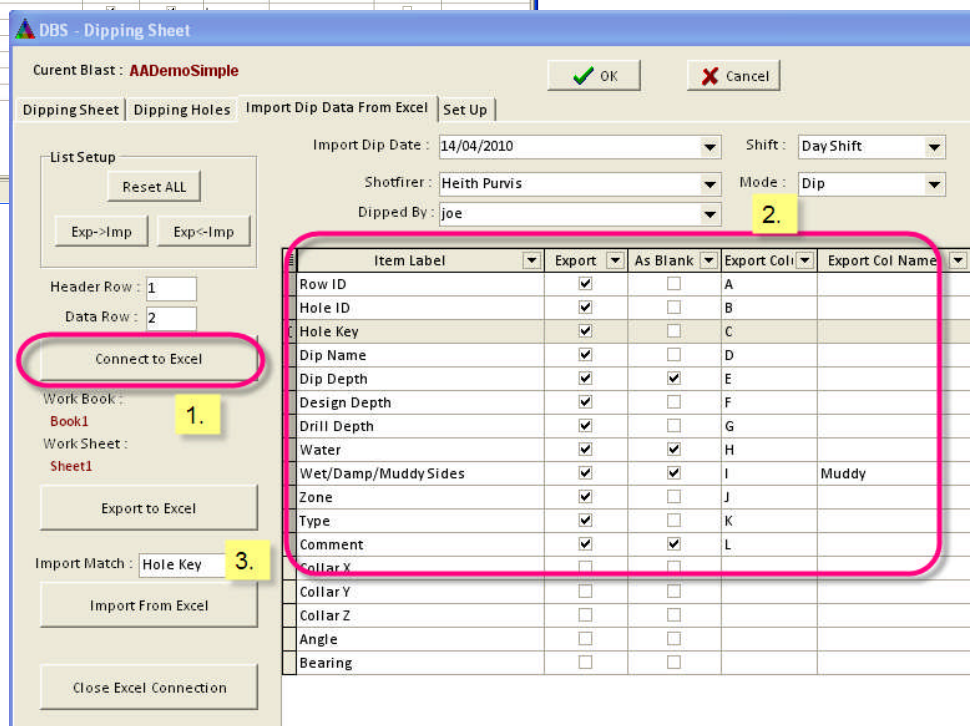 DBS - Dipping Sheet
Curent Blast : AADemoSimple
OK
Cancel
Dipping Sheet Dipping Holes Import Dip Data From Excel Set Up
Import Dip Date : 14/04/2010 Shift : Day Shift
Shotfirer : Heith Purvis Mode : Dip
Dipped By : joe
2.
List Setup
Reset ALL
Exp->Imp Exp<-Imp
Header Row : 1
Data Row : 2
Connect to Excel
1.
Work Book :
Book1
Work Sheet :
Sheet1
Export to Excel
Import Match : Hole Key
3.
Import From Excel
Close Excel Connection
Item Label Export As Blank Export Col Export Col Name
Row ID A
Hole ID B
Hole Key C
Dip Name D
Dip Depth E
Design Depth F
Drill Depth G
Water H
Wet/Damp/Muddy Sides I Muddy
Zone J
Type K
Comment L
Collar X
Collar Y
Collar Z
Angle
Bearing